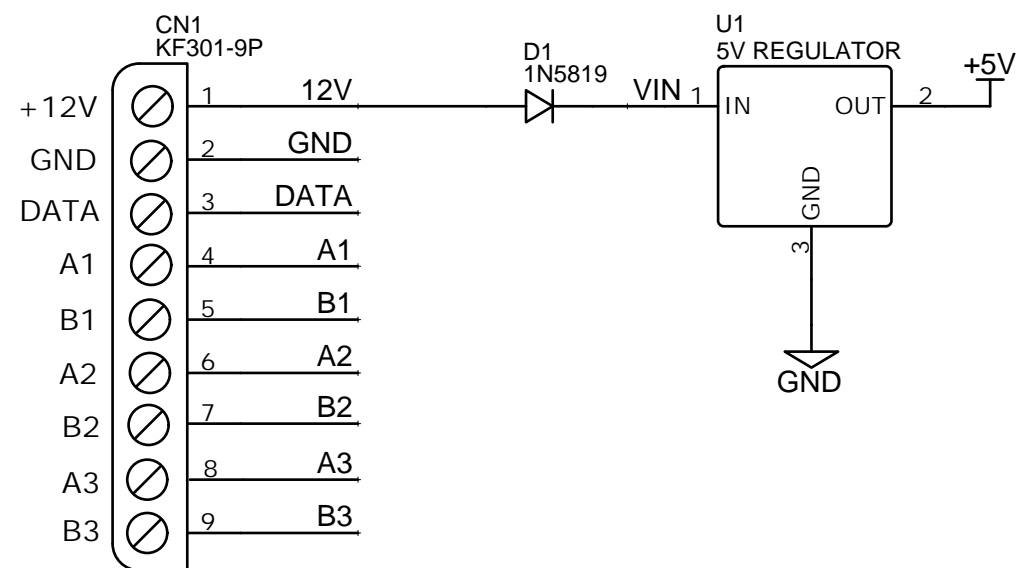 CN1
KF301-9P
+12V 1 12V
GND 2 GND
DATA 3 DATA
A1 4 A1
B1 5 B1
A2 6 A2
B2 7 B2
A3 8 A3
B3 9 B3
D1
1N5819
VIN 1
U1
5V REGULATOR
IN
OUT
2
+5V
GND
3
GND